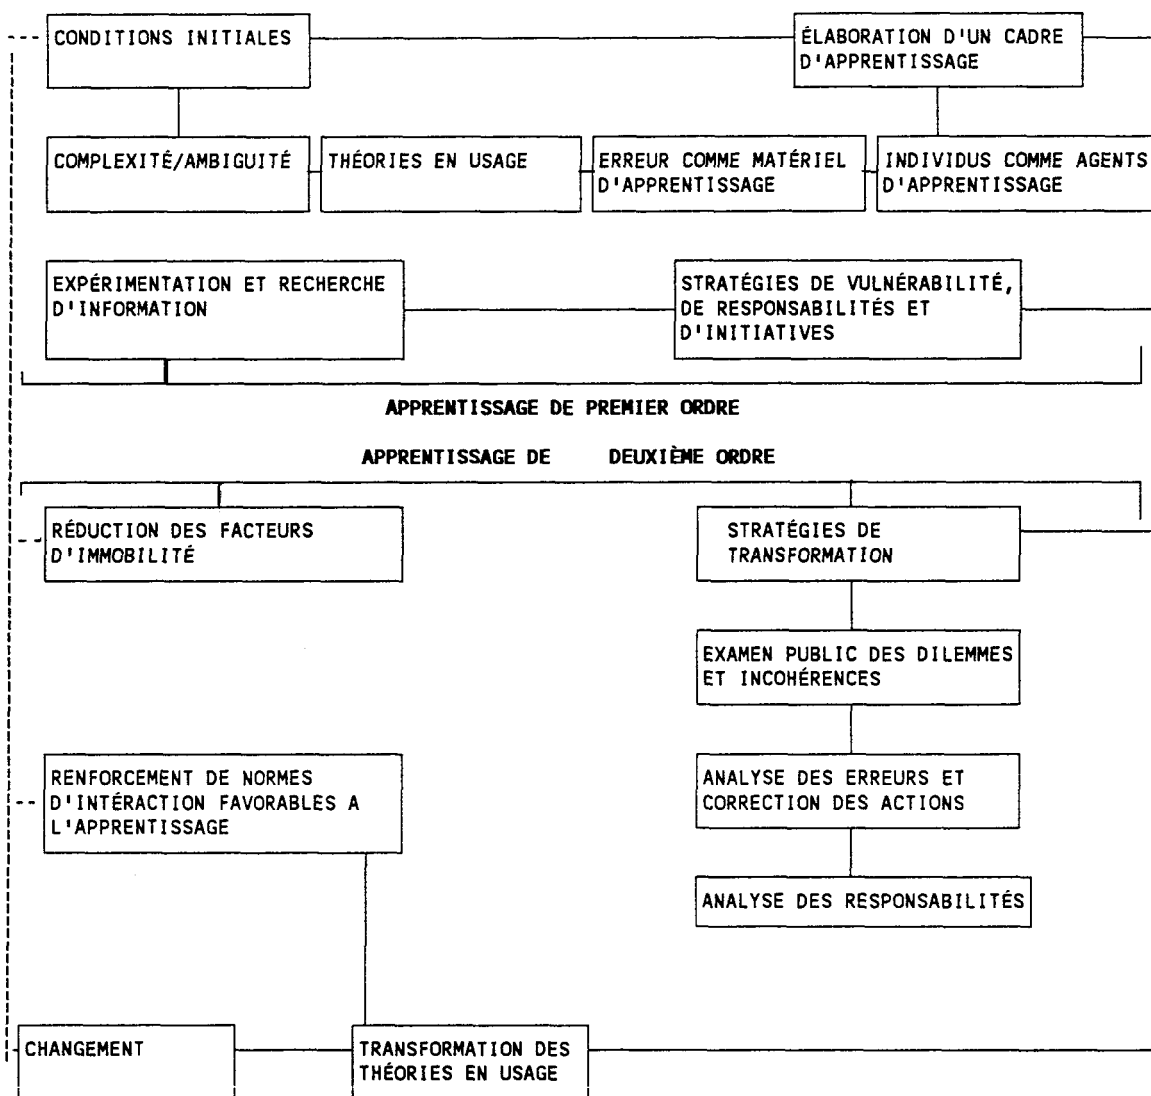 CONDITIONS INITIALES
ÉLABORATION D'UN CADRE
D'APPRENTISSAGE
COMPLEXITÉ/AMBIGUITÉ
THÉORIES EN USAGE
ERREUR COMME MATÉRIEL
D'APPRENTISSAGE
INDIVIDUS COMME AGENTS
D'APPRENTISSAGE
EXPÉRIMENTATION ET RECHERCHE
D'INFORMATION
STRATÉGIES DE VULNÉRABILITÉ,
DE RESPONSABILITÉS ET
D'INITIATIVES
APPRENTISSAGE DE PREMIER ORDRE
APPRENTISSAGE DE DEUXIÈME ORDRE
RÉDUCTION DES FACTEURS
D'IMMOBILITÉ
STRATÉGIES DE
TRANSFORMATION
EXAMEN PUBLIC DES DILEMMES
ET INCOHÉRENCES
RENFORCEMENT DE NORMES
D'INTÉRACTION FAVORABLES A
L'APPRENTISSAGE
ANALYSE DES ERREURS ET
CORRECTION DES ACTIONS
ANALYSE DES RESPONSABILITÉS
CHANGEMENT
TRANSFORMATION DES
THÉORIES EN USAGE